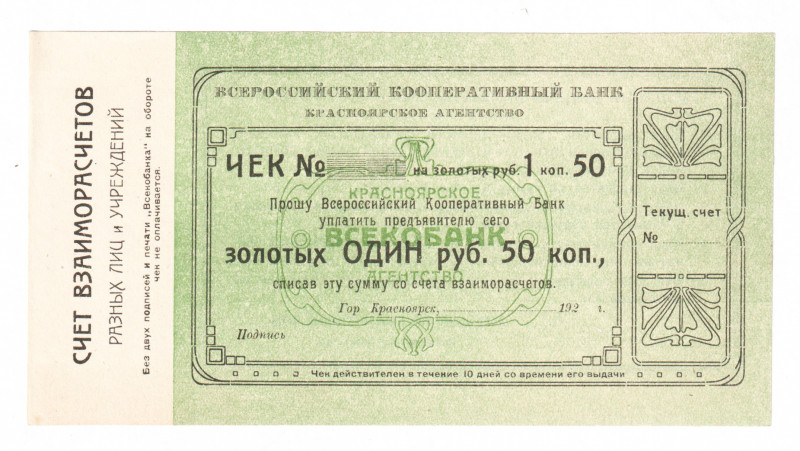 СЧЕТ ВЗАИМОРАСЧЕТОВ
РАЗНЫХ ЛИЦ и УЧРЕЖДЕНИЙ
Без двух подписей и печати „Всекобанка" на обороте
чек не оплачивается.
ВСЕРОССИЙСКИЙ КООПЕРАТИВНЫЙ БАНК
КРАСНОЯРСКОЕ АГЕНТСТВО
ЧЕК № на золотых руб. 1 коп. 50
КРАСНОЯРСКОЕ
Прошу Всероссийский Кооперативный Банк
уплатить предъявителю сего
ВСЕКОБАНК
золотых ОДИН руб. 50 коп.,
АГЕНТСТВО
списав эту сумму со счета взаиморасчетов.
Гор Красноярск, 192 г.
Подпись
Текущ. счет
№
Чек действителен в течение 10 дней со времени его выдачи